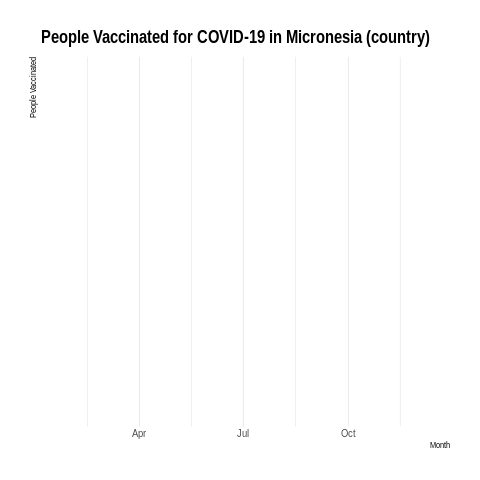 People Vaccinated for COVID-19 in Micronesia (country)
People Vaccinated
Apr Jul Oct
Month